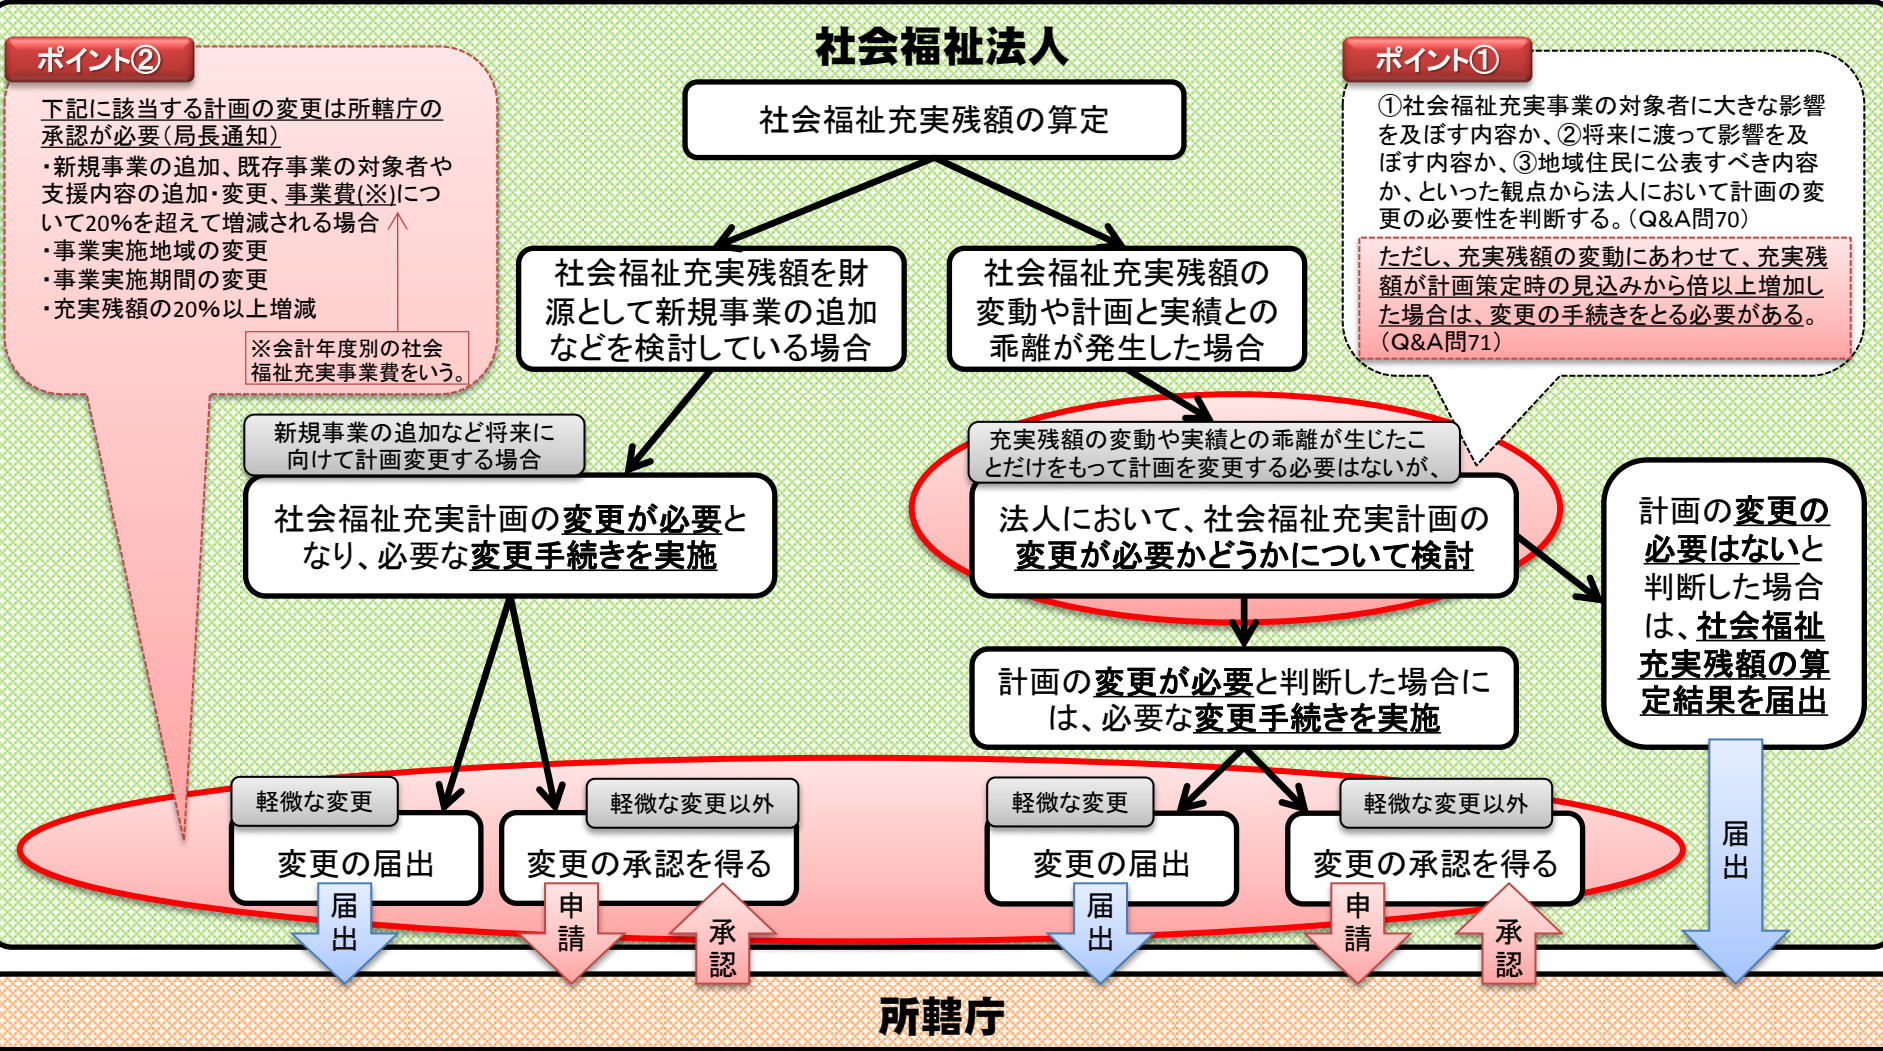 社会福祉法人
ポイント②
下記に該当する計画の変更は所轄庁の
承認が必要(局長通知)
・新規事業の追加、既存事業の対象者や
支援内容の追加・変更、事業費(※)につ
いて20%を超えて増減される場合
・事業実施地域の変更
・事業実施期間の変更
・充実残額の20%以上増減
※会計年度別の社会
福祉充実事業費をいう。
ポイント①
①社会福祉充実事業の対象者に大きな影響
を及ぼす内容か、②将来に渡って影響を及
ぼす内容か、③地域住民に公表すべき内容
か、といった観点から法人において計画の変
更の必要性を判断する。(Q&A問70)
ただし、充実残額の変動にあわせて、充実残
額が計画策定時の見込みから倍以上増加し
た場合は、変更の手続きをとる必要がある。
(Q&A問71)
社会福祉充実残額の算定
社会福祉充実残額を財
源として新規事業の追加
などを検討している場合
社会福祉充実残額の
変動や計画と実績との
乖離が発生した場合
新規事業の追加など将来に
向けて計画変更する場合
社会福祉充実計画の変更が必要と
なり、必要な変更手続きを実施
充実残額の変動や実績との乖離が生じたこ
とだけをもって計画を変更する必要はないが、
法人において、社会福祉充実計画の
変更が必要かどうかについて検討
計画の変更の
必要はないと
判断した場合
は、社会福祉
充実残額の算
定結果を届出
計画の変更が必要と判断した場合に
は、必要な変更手続きを実施
軽微な変更
変更の届出
軽微な変更以外
変更の承認を得る
軽微な変更
変更の届出
軽微な変更以外
変更の承認を得る
届出
申請
承認
届出
申請
承認
届出
所轄庁